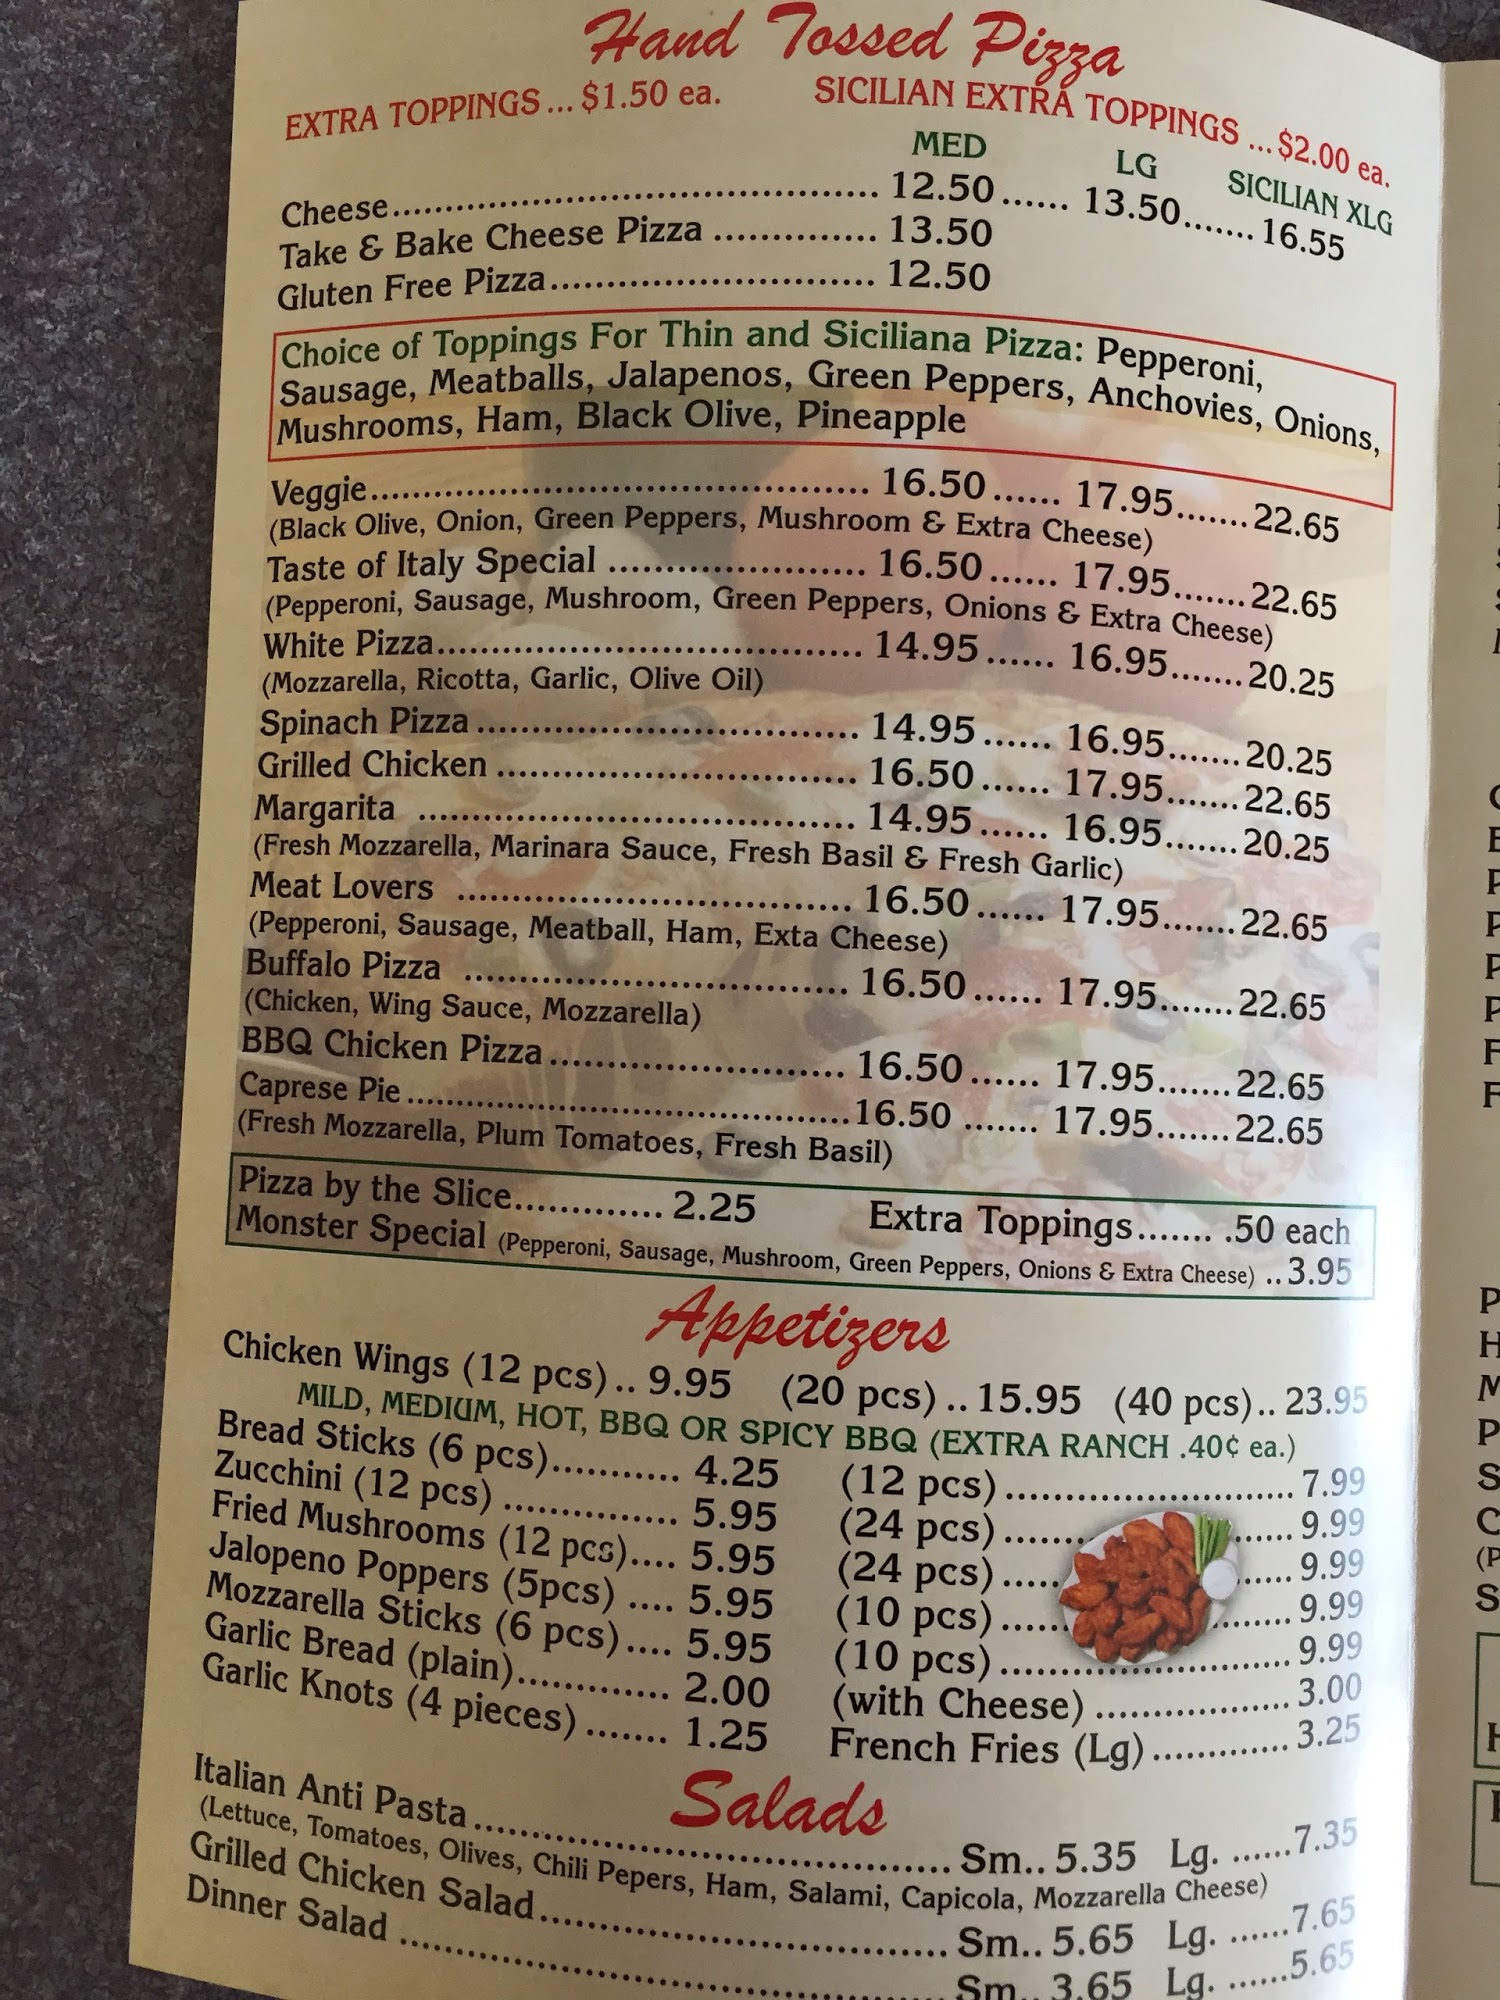 Hand Tossed Pizza
EXTRA TOPPINGS ... $1.50 ea. SICILIAN EXTRA TOPPINGS ... $2.00 ea.
MED LG SICILIAN XLG
Cheese.......... 12.50 ...... 13.50 ....... 16.55
Take & Bake Cheese Pizza .......... 13.50
Gluten Free Pizza.......... 12.50
Choice of Toppings For Thin and Siciliana Pizza: Pepperoni,
Sausage, Meatballs, Jalapenos, Green Peppers, Anchovies, Onions,
Mushrooms, Ham, Black Olive, Pineapple
Veggie.......... 16.50 ...... 17.95 ....... 22.65
(Black Olive, Onion, Green Peppers, Mushroom & Extra Cheese)
Taste of Italy Special .......... 16.50 ...... 17.95 ....... 22.65
(Pepperoni, Sausage, Mushroom, Green Peppers, Onions & Extra Cheese)
White Pizza.......... 14.95 ...... 16.95 ....... 20.25
(Mozzarella, Ricotta, Garlic, Olive Oil)
Spinach Pizza .......... 14.95 ...... 16.95 ....... 20.25
Grilled Chicken .......... 16.50 ...... 17.95 ....... 22.65
Margarita .......... 14.95 ...... 16.95 ....... 20.25
(Fresh Mozzarella, Marinara Sauce, Fresh Basil & Fresh Garlic)
Meat Lovers .......... 16.50 ...... 17.95 ....... 22.65
(Pepperoni, Sausage, Meatball, Ham, Exta Cheese)
Buffalo Pizza .......... 16.50 ...... 17.95 ....... 22.65
(Chicken, Wing Sauce, Mozzarella)
BBQ Chicken Pizza .......... 16.50 ...... 17.95 ....... 22.65
Caprese Pie .......... 16.50 ....... 17.95 ....... 22.65
(Fresh Mozzarella, Plum Tomatoes, Fresh Basil)
Pizza by the Slice.......... 2.25 Extra Toppings....... .50 each
Monster Special (Pepperoni, Sausage, Mushroom, Green Peppers, Onions & Extra Cheese) .. 3.95
Appetizers
Chicken Wings (12 pcs) .. 9.95 (20 pcs) .. 15.95 (40 pcs) .. 23.95
MILD, MEDIUM, HOT, BBQ OR SPICY BBQ (EXTRA RANCH .40¢ ea.)
Bread Sticks (6 pcs)........... 4.25 (12 pcs).......... 7.99
Zucchini (12 pcs) .......... 5.95 (24 pcs).......... 9.99
Fried Mushrooms (12 pcs).... 5.95 (24 pcs).......... 9.99
Jalopeno Poppers (5pcs) .... 5.95 (10 pcs).......... 9.99
Mozzarella Sticks (6 pcs).... 5.95 (10 pcs).......... 9.99
Garlic Bread (plain).......... 2.00 (with Cheese) .......... 3.00
Garlic Knots (4 pieces) ....... 1.25 French Fries (Lg).......... 3.25
Salads
Italian Anti Pasta .......... Sm.. 5.35 Lg. ...... 7.35
(Lettuce, Tomatoes, Olives, Chili Pepers, Ham, Salami, Capicola, Mozzarella Cheese)
Grilled Chicken Salad.......... Sm.. 5.65 Lg. ...... 7.65
Dinner Salad .......... Sm.. 3.65 Lg. ...... 5.65